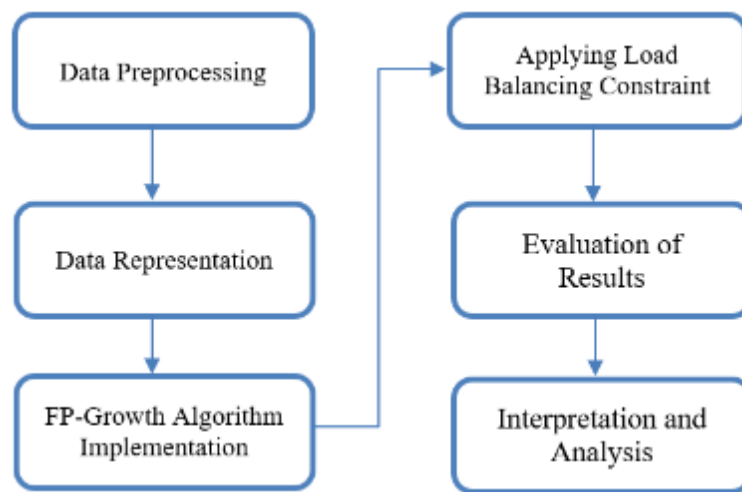 Data Preprocessing
Data Representation
FP-Growth Algorithm
Implementation
Applying Load
Balancing Constraint
Evaluation of
Results
Interpretation and
Analysis